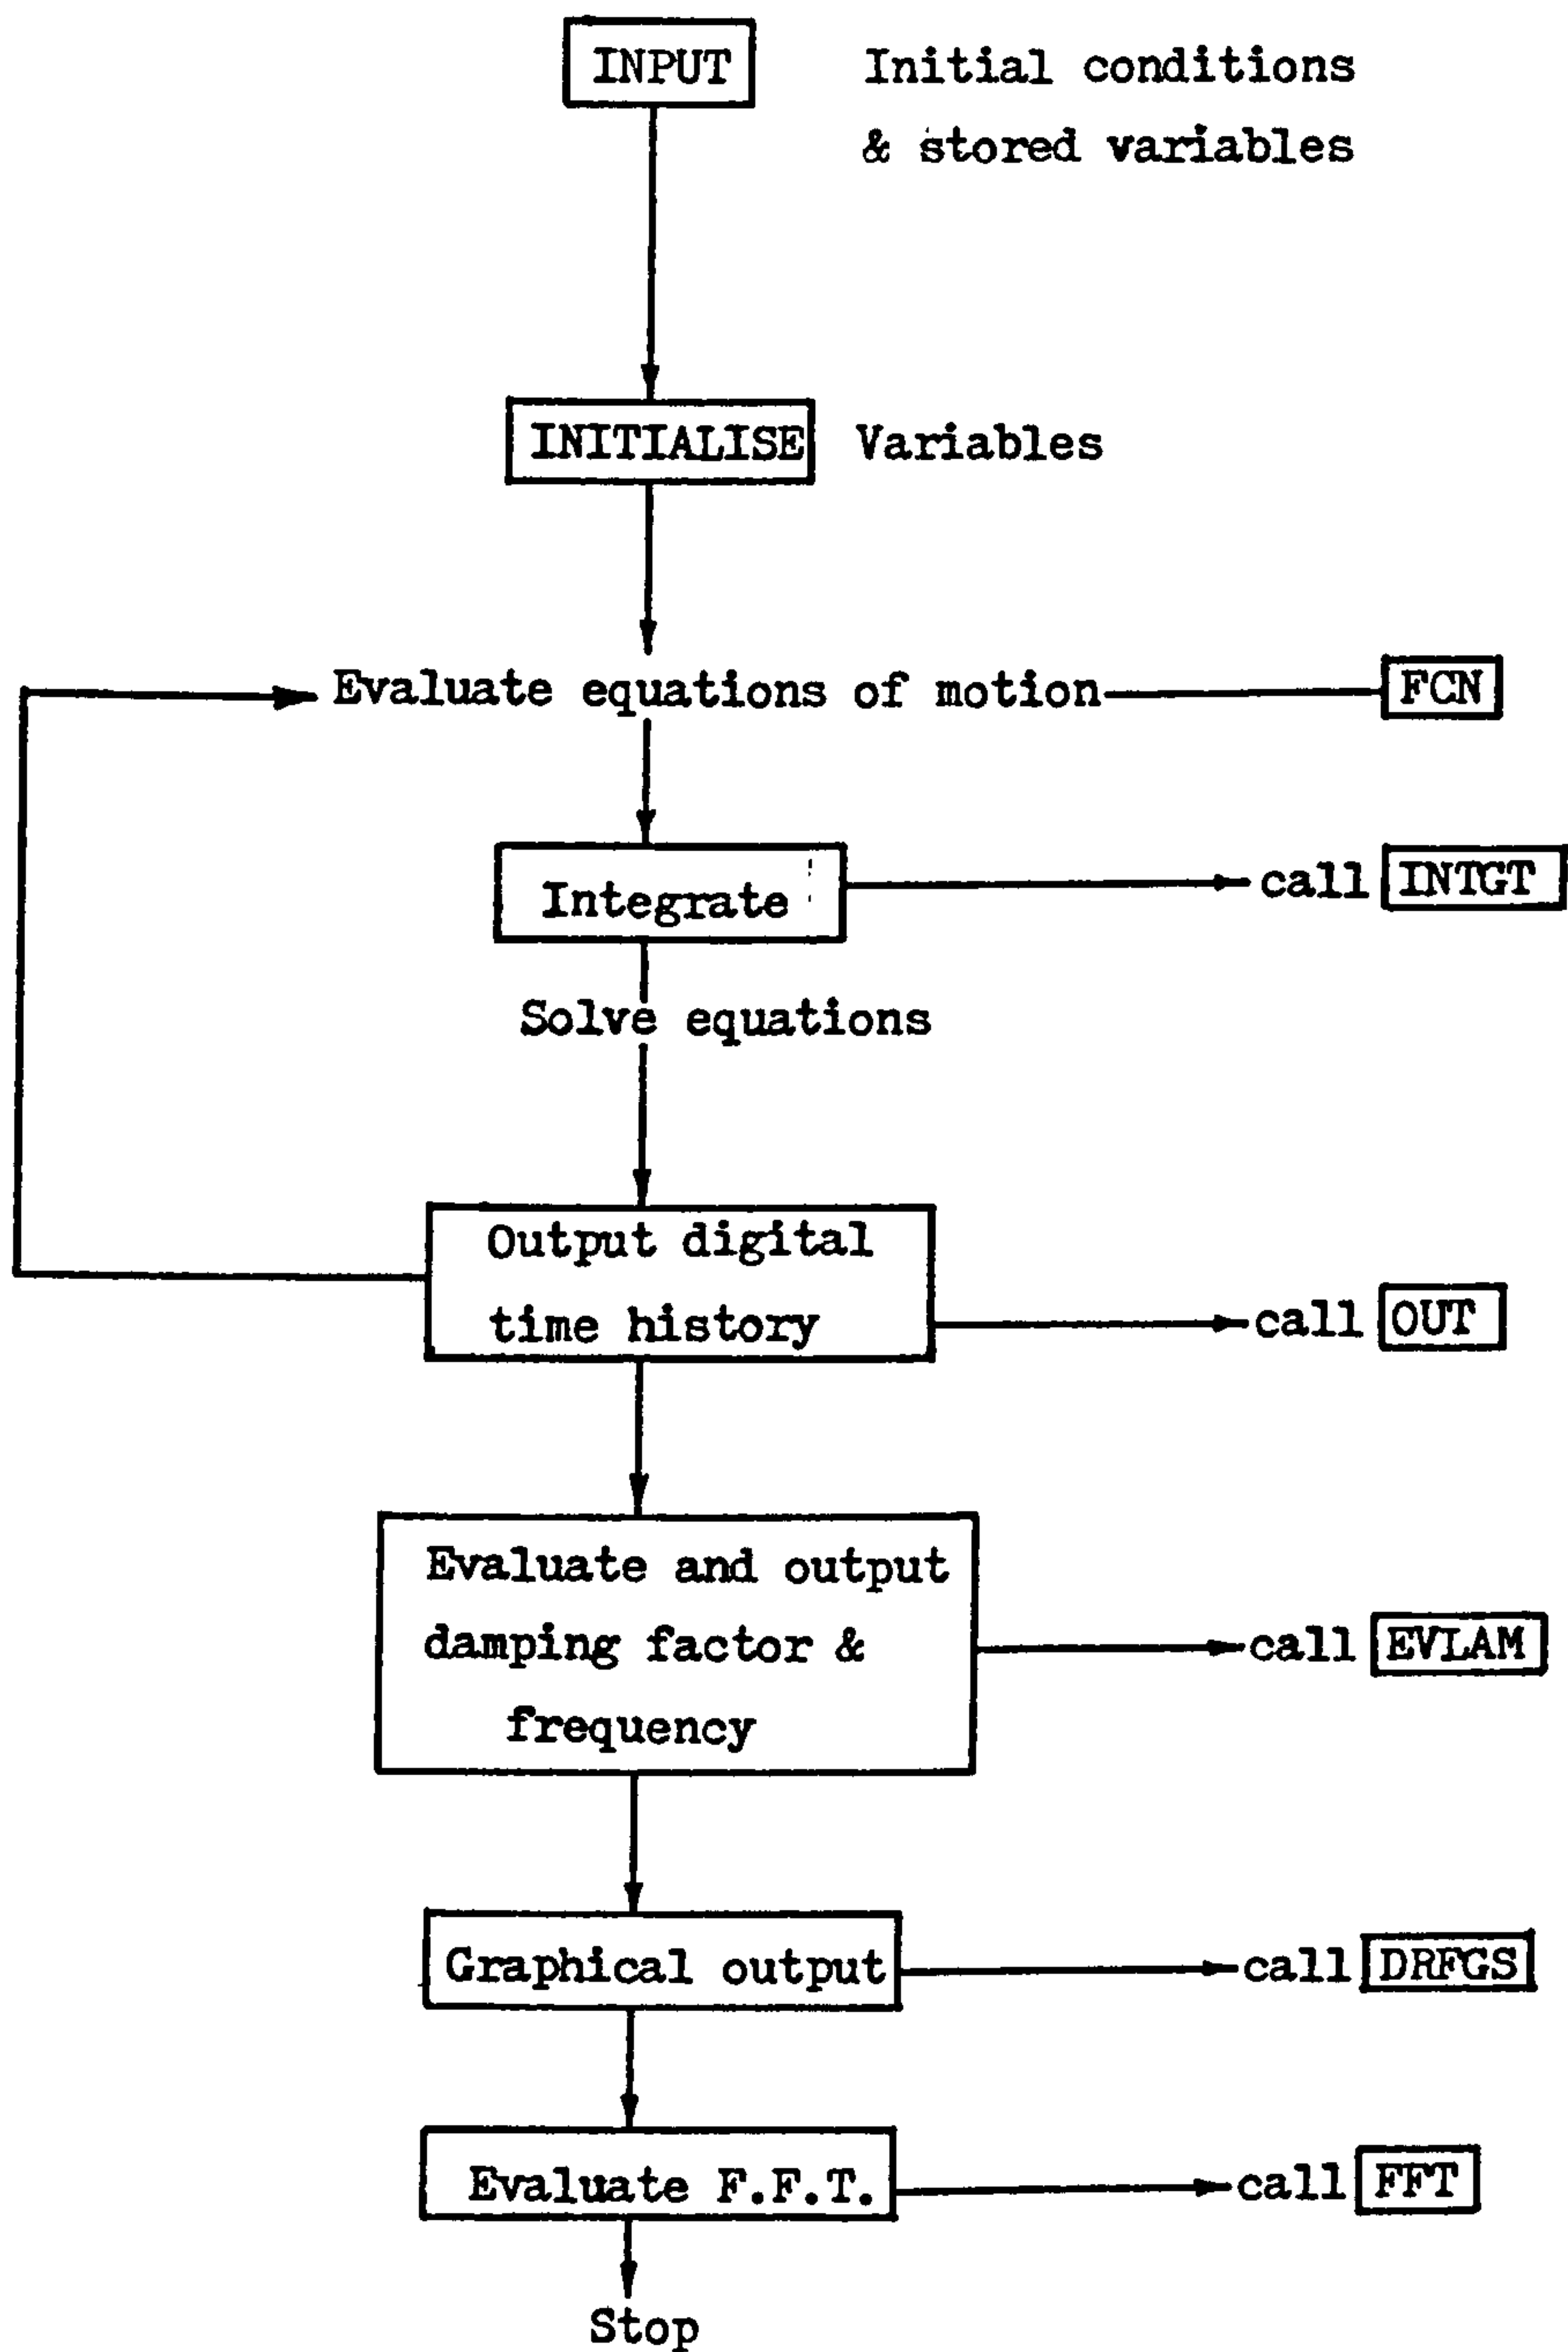 INPUT Initial conditions
& stored variables
INITIALISE Variables
Evaluate equations of motion FCN
Integrate call INTGT
Solve equations
Output digital
time history call OUT
Evaluate and output
damping factor & call EVLAM
frequency
Graphical output call DRFGS
Evaluate F.F.T. call FFT
Stop